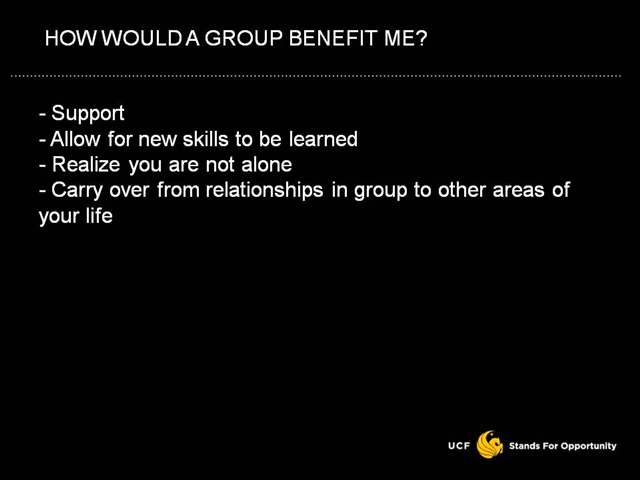 HOW WOULD A GROUP BENEFIT ME?
- Support
- Allow for new skills to be learned
- Realize you are not alone
- Carry over from relationships in group to other areas of
your life
UCF Stands For Opportunity